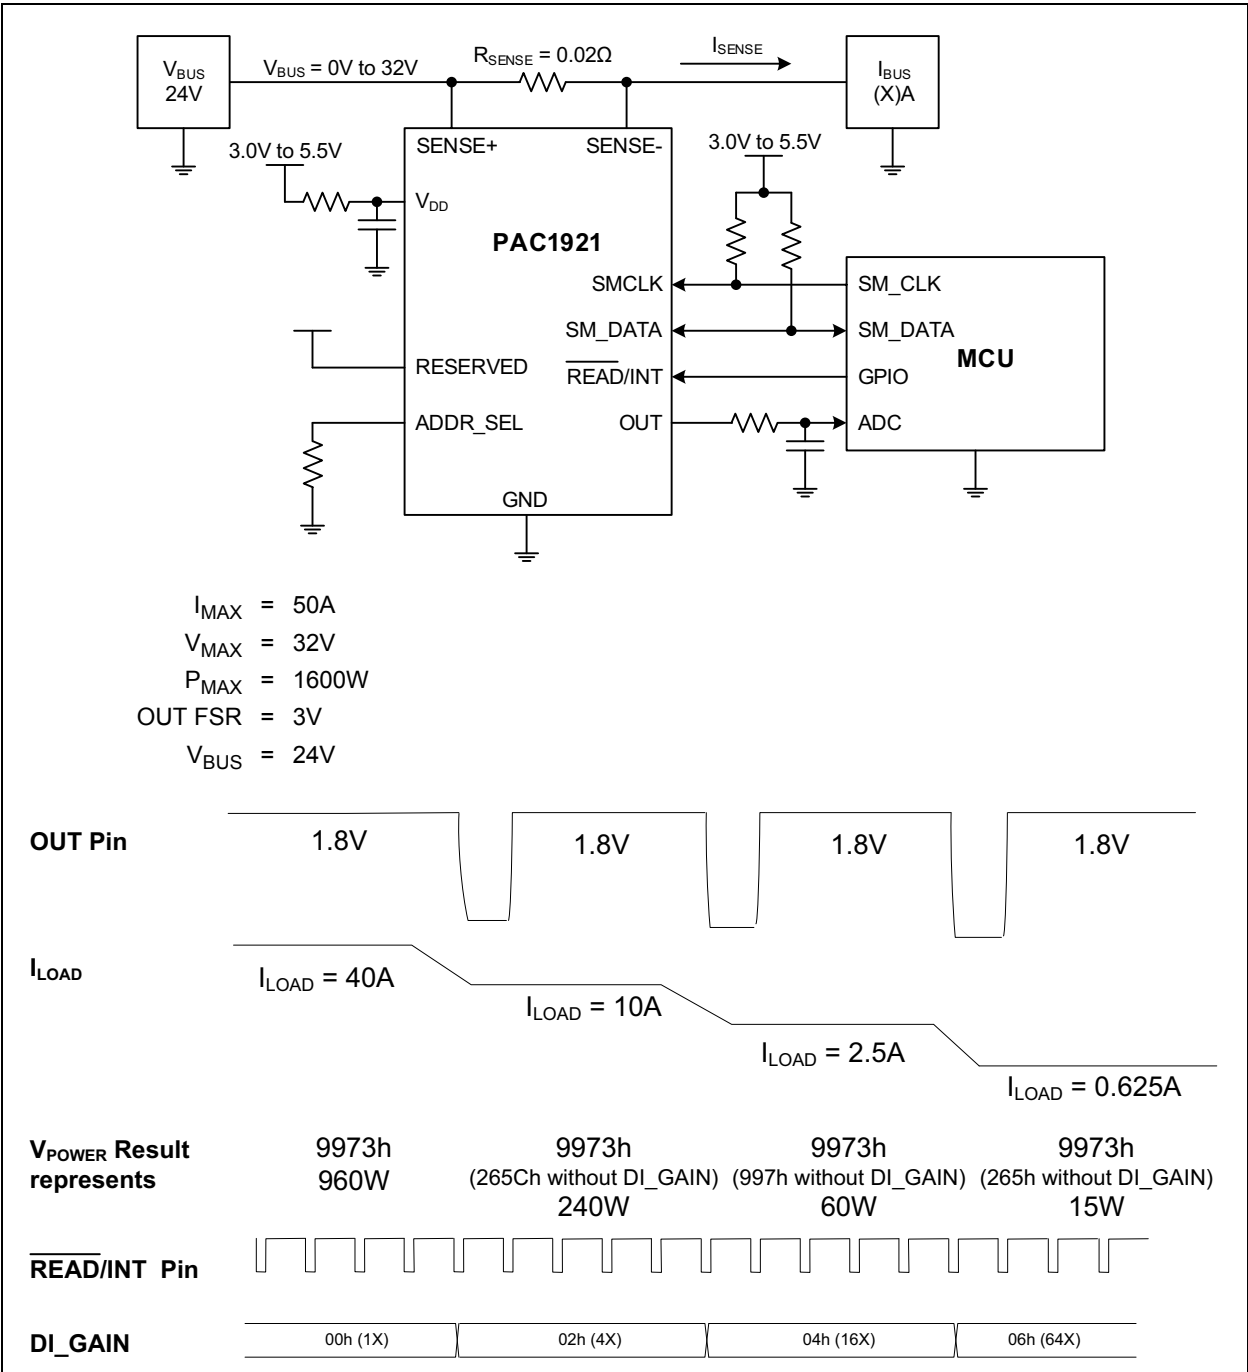 V_BUS
24V
V_BUS = 0V to 32V
R_SENSE = 0.02Ω
I_SENSE
I_BUS
(X)A
3.0V to 5.5V
SENSE+
SENSE-
3.0V to 5.5V
V_DD
PAC1921
SMCLK
SM_CLK
SM_DATA
SM_DATA
MCU
RESERVED
READ/INT
GPIO
ADDR_SEL
OUT
ADC
GND
I_MAX = 50A
V_MAX = 32V
P_MAX = 1600W
OUT FSR = 3V
V_BUS = 24V
OUT Pin 1.8V 1.8V 1.8V 1.8V
I_LOAD
I_LOAD = 40A
I_LOAD = 10A
I_LOAD = 2.5A
I_LOAD = 0.625A
V_POWER Result 9973h 9973h 9973h 9973h
represents 960W (265Ch without DI_GAIN) (997h without DI_GAIN) (265h without DI_GAIN)
240W 60W 15W
READ/INT Pin
DI_GAIN 00h (1X) 02h (4X) 04h (16X) 06h (64X)